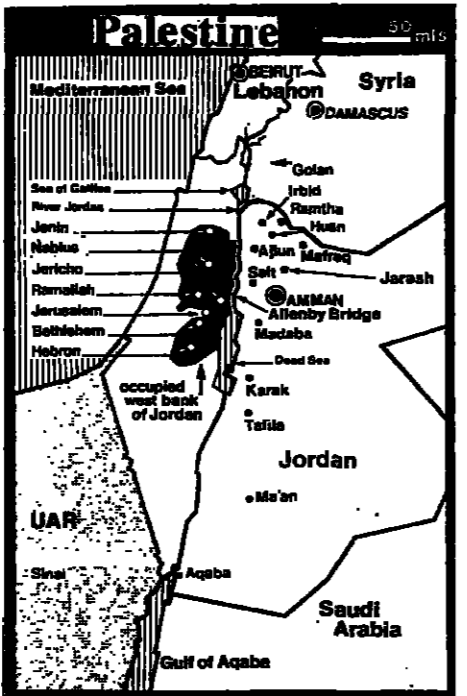 Palestine
50 mls
BEIRUT
Mediterranean Sea
Lebanon
Syria
DAMASCUS
Golan
Sea of Galilee
Irbid
River Jordan
Ramtha
Jenin
Husn
Nablus
Ajlun
Mafraq
Jericho
Salt
Jarash
Ramallah
AMMAN
Jerusalem
Allenby Bridge
Bethlehem
Madaba
Hebron
Dead Sea
occupied
west bank
of Jordan
Karak
Tafila
Jordan
Ma'an
UAR
Sinai
Aqaba
Saudi
Arabia
Gulf of Aqaba